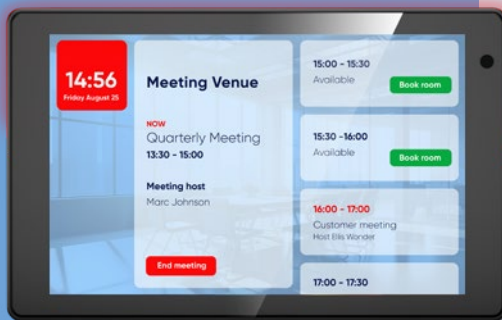 14:56
Friday August 25
Meeting Venue
NOW
Quarterly Meeting
13:30 - 15:00
Meeting host
Marc Johnson
End meeting
15:00 - 15:30
Available
Book room
15:30 -16:00
Available
Book room
16:00 - 17:00
Customer meeting
Host Ellis Wonder
17:00 - 17:30